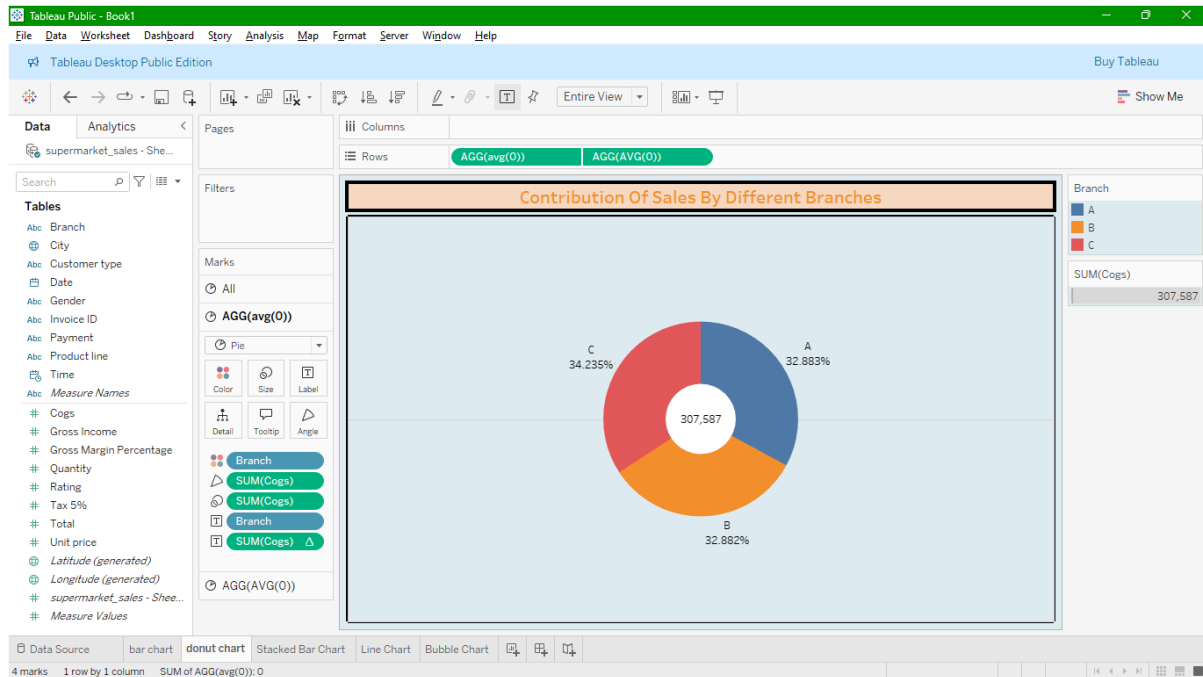 Tableau Public - Book1
File Data Worksheet Dashboard Story Analysis Map Format Server Window Help
Tableau Desktop Public Edition
Buy Tableau
Entire View
Show Me
Data Analytics
supermarket_sales - She...
Search
Tables
Abc Branch
City
Abc Customer type
Date
Abc Gender
Abc Invoice ID
Abc Payment
Abc Product line
Time
Abc Measure Names
# Cogs
# Gross Income
# Gross Margin Percentage
# Quantity
# Rating
# Tax 5%
# Total
# Unit price
Latitude (generated)
Longitude (generated)
# supermarket_sales - Shee...
# Measure Values
Pages
Filters
Marks
All
AGG(avg(0))
Pie
Color Size Label
Detail Tooltip Angle
Branch
SUM(Cogs)
SUM(Cogs)
T Branch
T SUM(Cogs) Δ
AGG(AVG(0))
Columns
Rows
AGG(avg(0)) AGG(AVG(0))
Contribution Of Sales By Different Branches
C
34.235%
A
32.883%
307,587
B
32.882%
Branch
A
B
C
SUM(Cogs)
307,587
Data Source bar chart donut chart Stacked Bar Chart Line Chart Bubble Chart
4 marks 1 row by 1 column SUM of AGG(avg(0)): 0